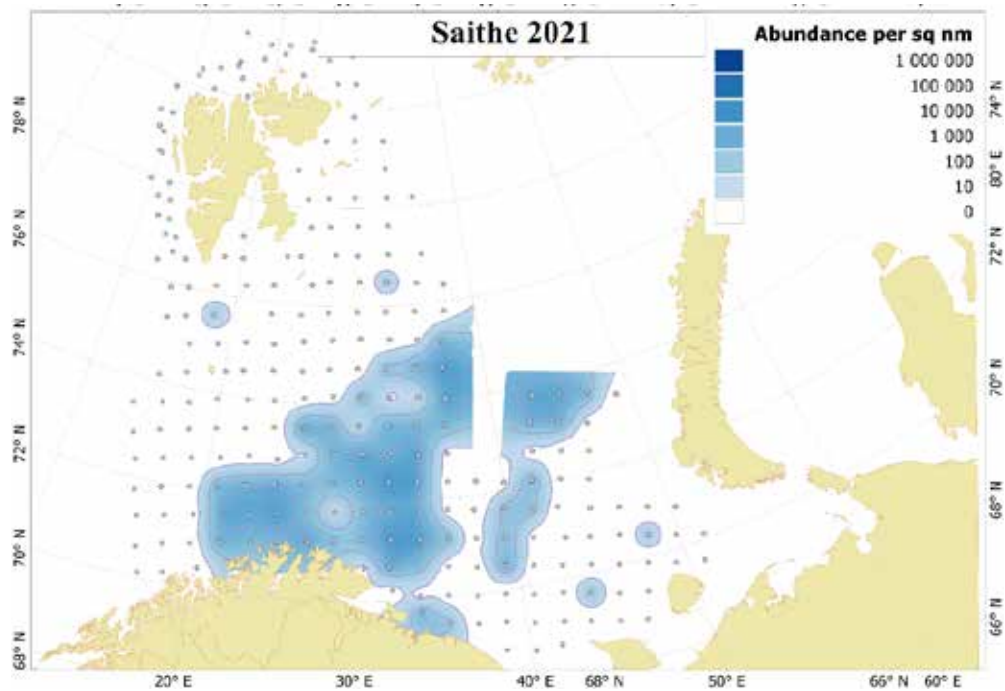 Saithe 2021
Abundance per sq nm
1 000 000
100 000
10 000
1 000
100
10
0
78° N
76° N
74° N
72° N
70° N
68° N
74° N
80° E
72° N
70° N
68° N
66° N
20° E
30° E
40° E
68° N
50° E
66° N
60° E